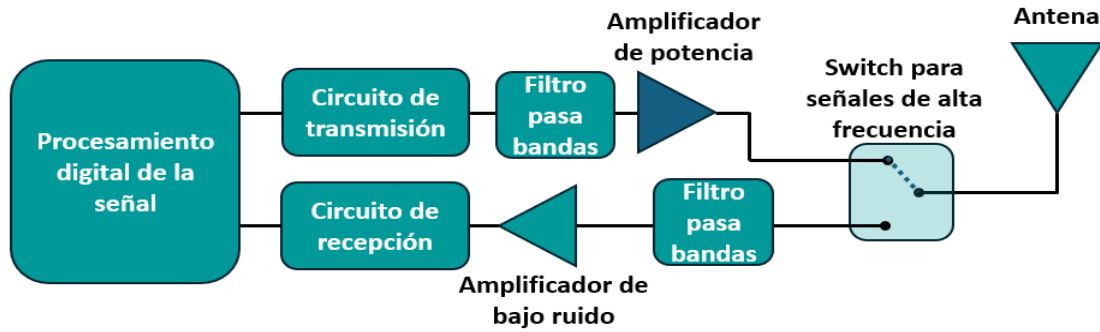 Procesamiento
digital de la
señal
Circuito de
transmisión
Filtro
pasa
bandas
Amplificador
de potencia
Switch para
señales de alta
frecuencia
Antena
Circuito de
recepción
Amplificador de
bajo ruido
Filtro
pasa
bandas